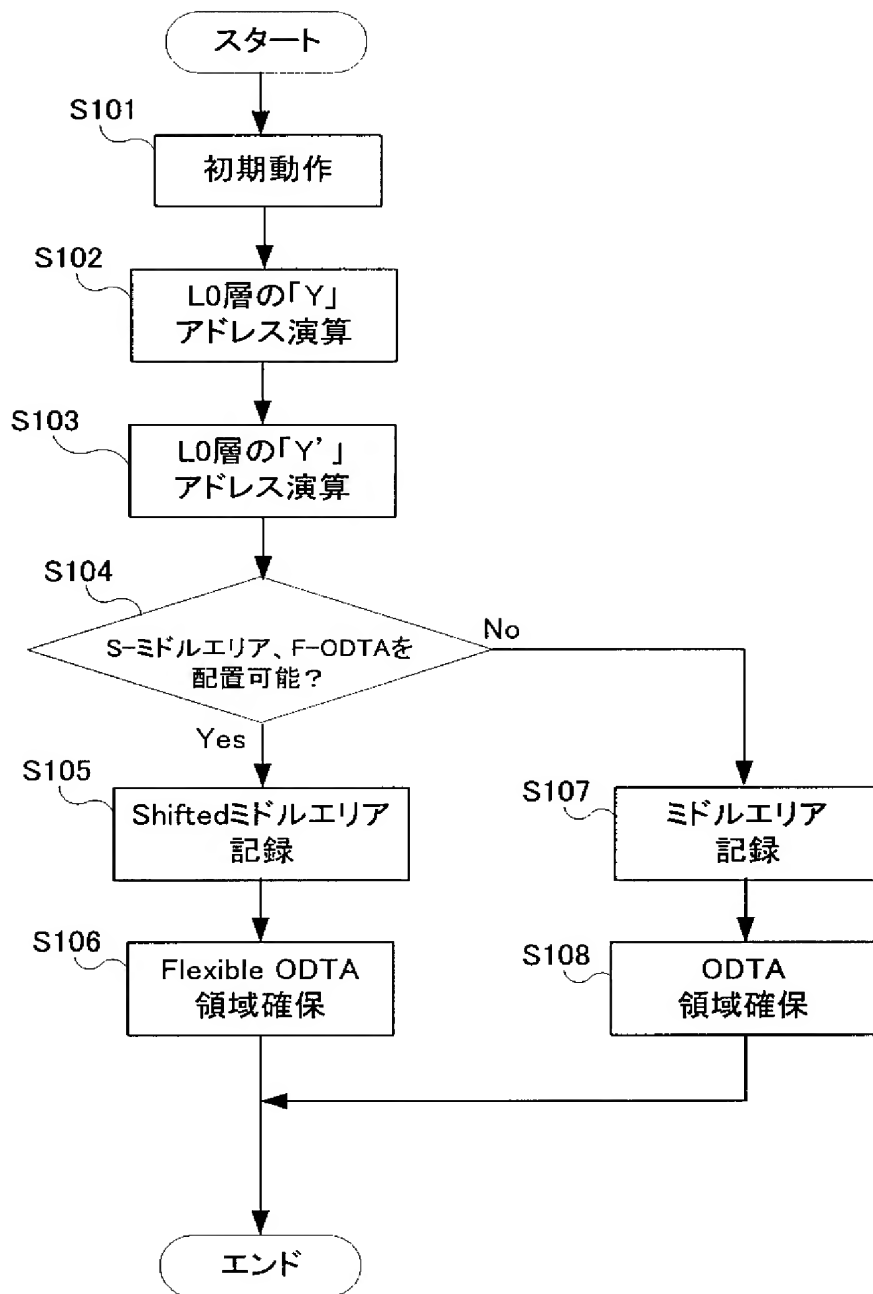 スタート
S101
初期動作
S102
L0層の「Y」
アドレス演算
S103
L0層の「Y'」
アドレス演算
S104
S-ミドルエリア、F-ODTAを
配置可能?
No
Yes
S105
Shiftedミドルエリア
記録
S107
ミドルエリア
記録
S106
Flexible ODTA
領域確保
S108
ODTA
領域確保
エンド